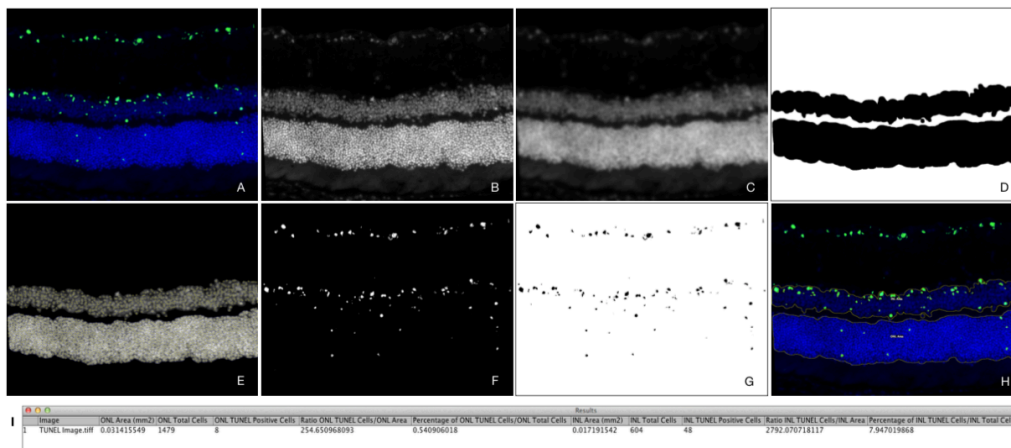 A
B
C
D
E
F
G
H
I
Results
Image ONL Area (mm2) ONL Total Cells ONL TUNEL Positive Cells Ratio ONL TUNEL Cells/ONL Area Percentage of ONL TUNEL Cells/ONL Total Cells INL Area (mm2) INL Total Cells INL TUNEL Positive Cells Ratio INL TUNEL Cells/INL Area Percentage of INL TUNEL Cells/INL Total Cells
1 TUNEL Image.tiff 0.031415549 1479 8 254.650968093 0.540906018 0.017191542 604 48 2792.070718117 7.947019868